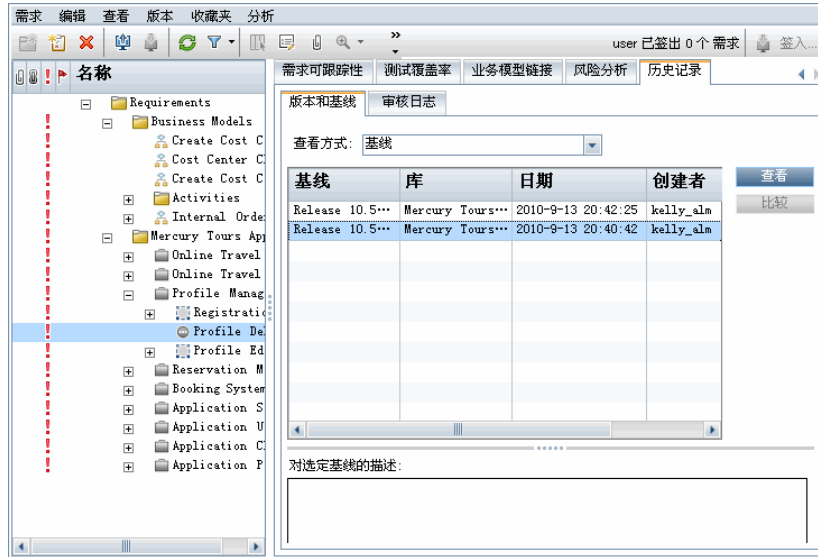 需求 编辑 查看 版本 收藏夹 分析
user 已签出 0 个 需求 签入...
名称
Requirements
Business Models
Create Cost C
Cost Center C
Create Cost C
Activities
Internal Orde
Mercury Tours App
Online Travel
Online Travel
Profile Manag
Registratio
Profile De
Profile Ed
Reservation M
Booking System
Application S
Application U
Application C
Application P
需求可跟踪性 测试覆盖率 业务模型链接 风险分析 历史记录
版本和基线 审核日志
查看方式: 基线
基线 库 日期 创建者
Release 10.5… Mercury Tours… 2010-9-13 20:42:25 kelly_alm
Release 10.5… Mercury Tours… 2010-9-13 20:40:42 kelly_alm
查看
比较
对选定基线的描述: